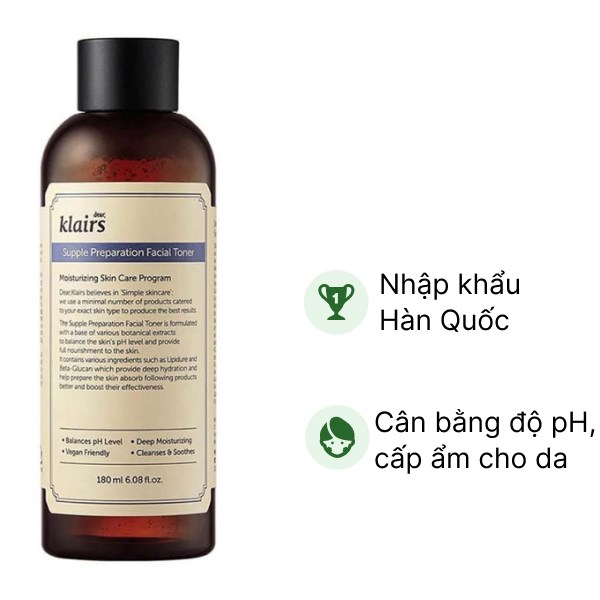 dear,
klairs
Supple Preparation Facial Toner
Moisturizing Skin Care Program
Dear,Klairs believes in 'Simple skincare';
we use a minimal number of products catered
to your exact skin type to produce the best results.
The Supple Preparation Facial Toner is formulated
with a base of various botanical extracts
to balance the skin's pH level and provide
full nourishment to the skin.
It contains various ingredients such as Lipidure and
Beta-Glucan which provide deep hydration and
help prepare the skin absorb following products
better and boost their effectiveness.
• Balances pH Level • Deep Moisturizing
• Vegan Friendly • Cleanses & Soothes
180 ml 6.08 fl.oz.
1
Nhập khẩu
Hàn Quốc
Cân bằng độ pH,
cấp ẩm cho da